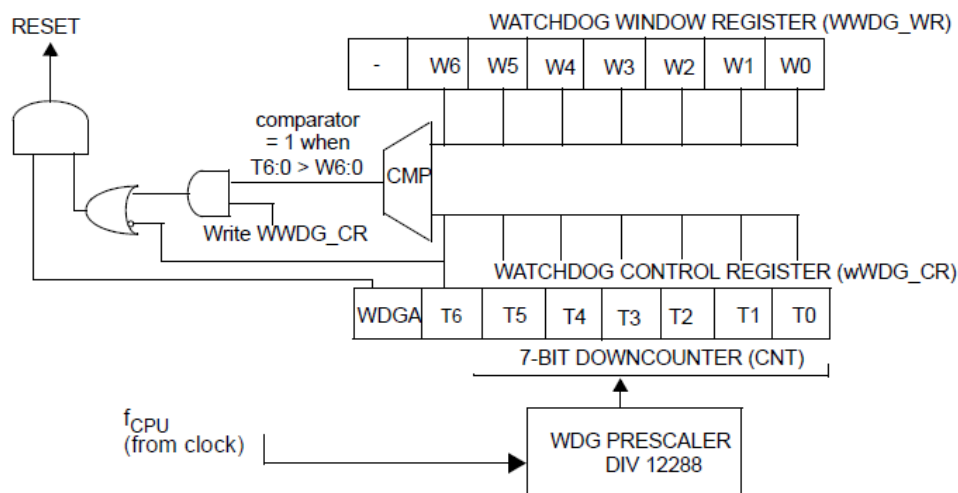 RESET
WATCHDOG WINDOW REGISTER (WWDG_WR)
- W6 W5 W4 W3 W2 W1 W0
comparator
= 1 when
T6:0 > W6:0
CMP
Write WWDG_CR
WATCHDOG CONTROL REGISTER (wWDG_CR)
WDGA T6 T5 T4 T3 T2 T1 T0
7-BIT DOWNCOUNTER (CNT)
fCPU
(from clock)
WDG PRESCALER
DIV 12288